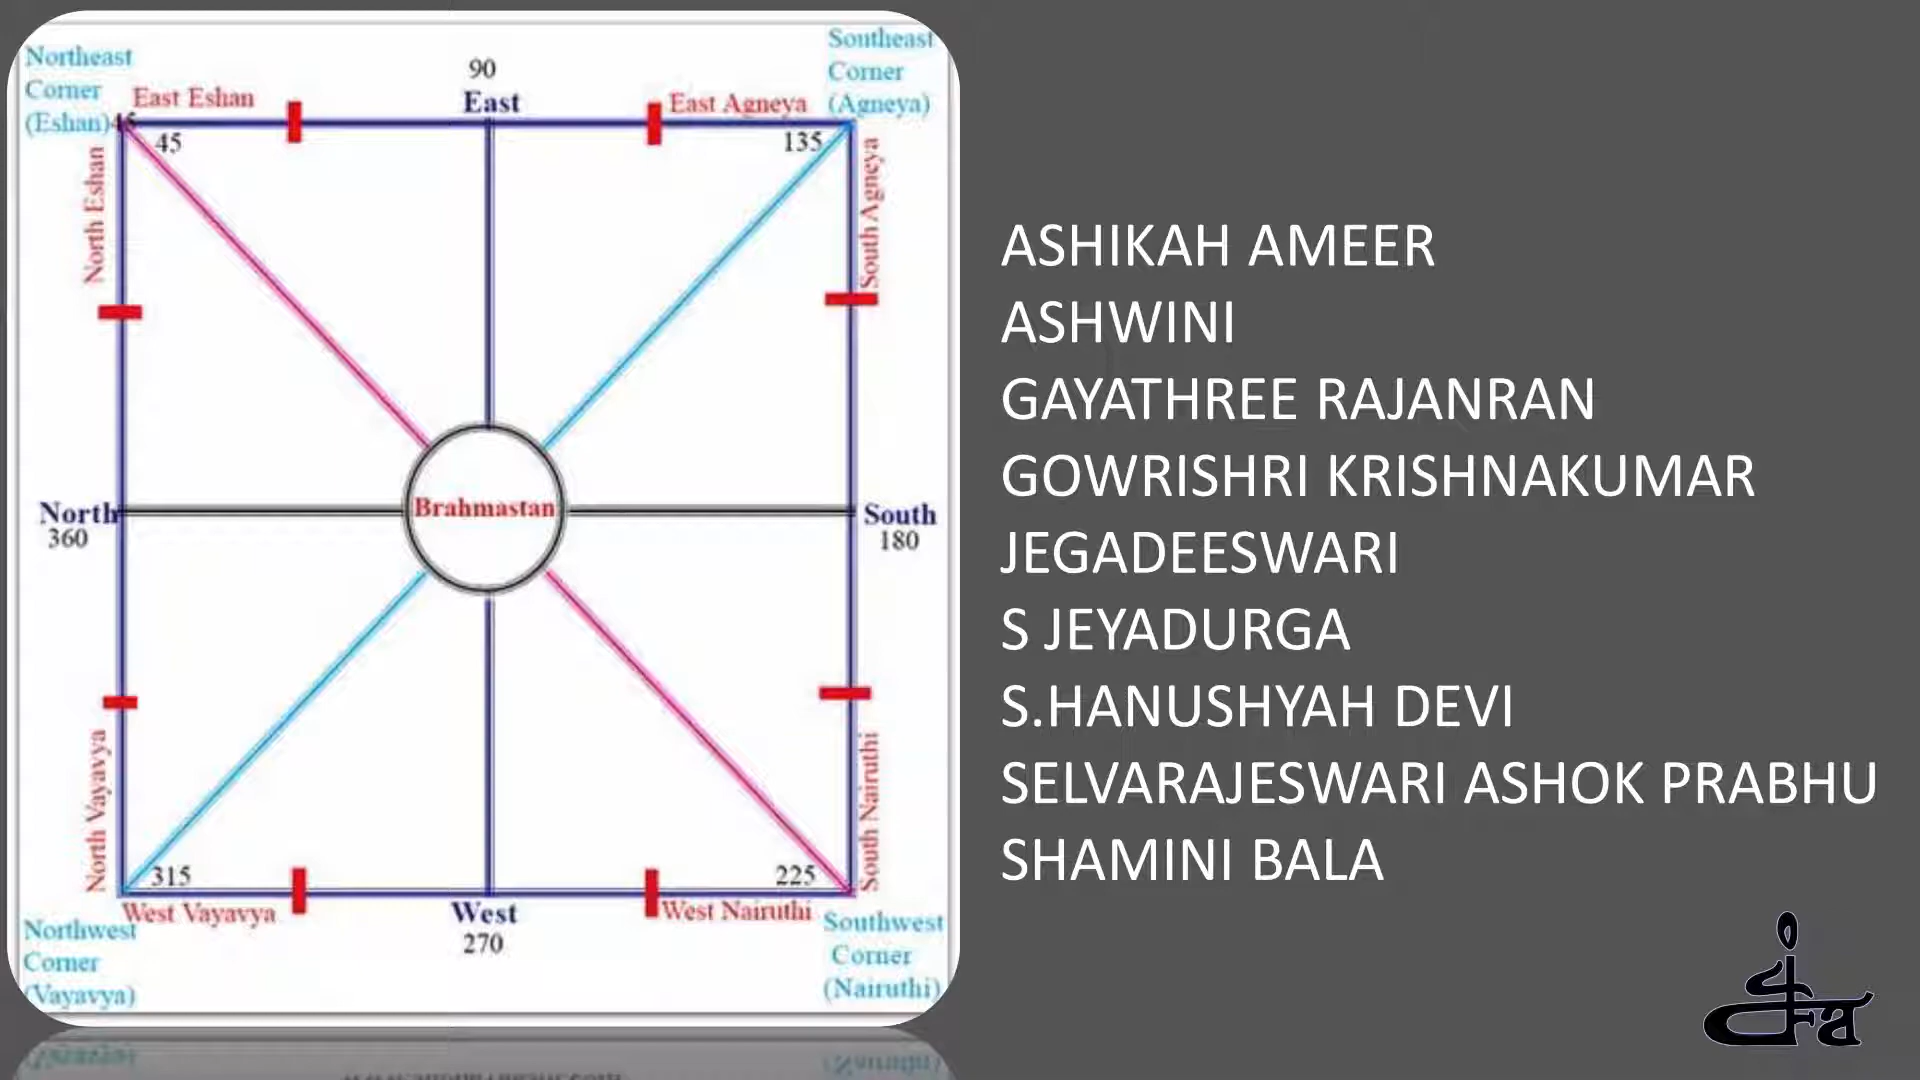 Northeast
Corner
(Eshan)
45
45
East Eshan
90
East
East Agneya
Southeast
Corner
(Agneya)
135
North Eshan
South Agneya
North
360
Brahmastan
South
180
North Vayavya
South Nairuthi
315
225
West Vayavya
West
270
West Nairuthi
Northwest
Corner
(Vayavya)
Southwest
Corner
(Nairuthi)
ASHIKAH AMEER
ASHWINI
GAYATHREE RAJANRAN
GOWRISHRI KRISHNAKUMAR
JEGADEESWARI
S JEYADURGA
S.HANUSHYAH DEVI
SELVARAJESWARI ASHOK PRABHU
SHAMINI BALA